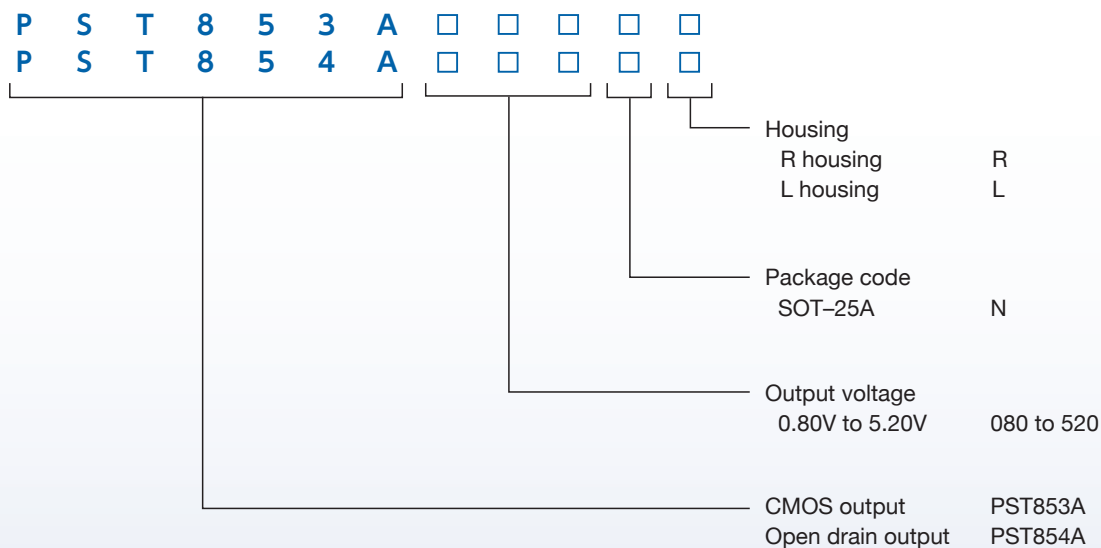 P S T 8 5 3 A □ □ □ □ □
P S T 8 5 4 A □ □ □ □ □
Housing
R housing R
L housing L
Package code
SOT–25A N
Output voltage
0.80V to 5.20V 080 to 520
CMOS output PST853A
Open drain output PST854A